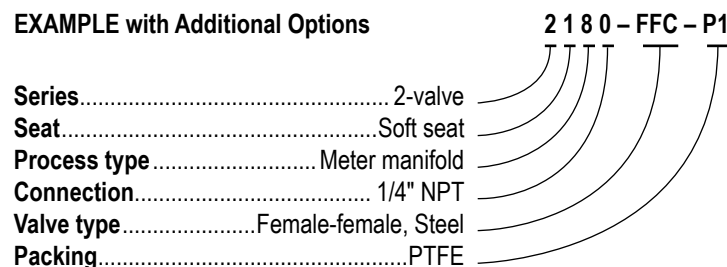 EXAMPLE with Additional Options 2 1 8 0 – FFC – P1
Series................................................................ 2-valve
Seat.................................................................Soft seat
Process type................................ Meter manifold
Connection................................................. 1/4" NPT
Valve type......................Female-female, Steel
Packing................................................................PTFE